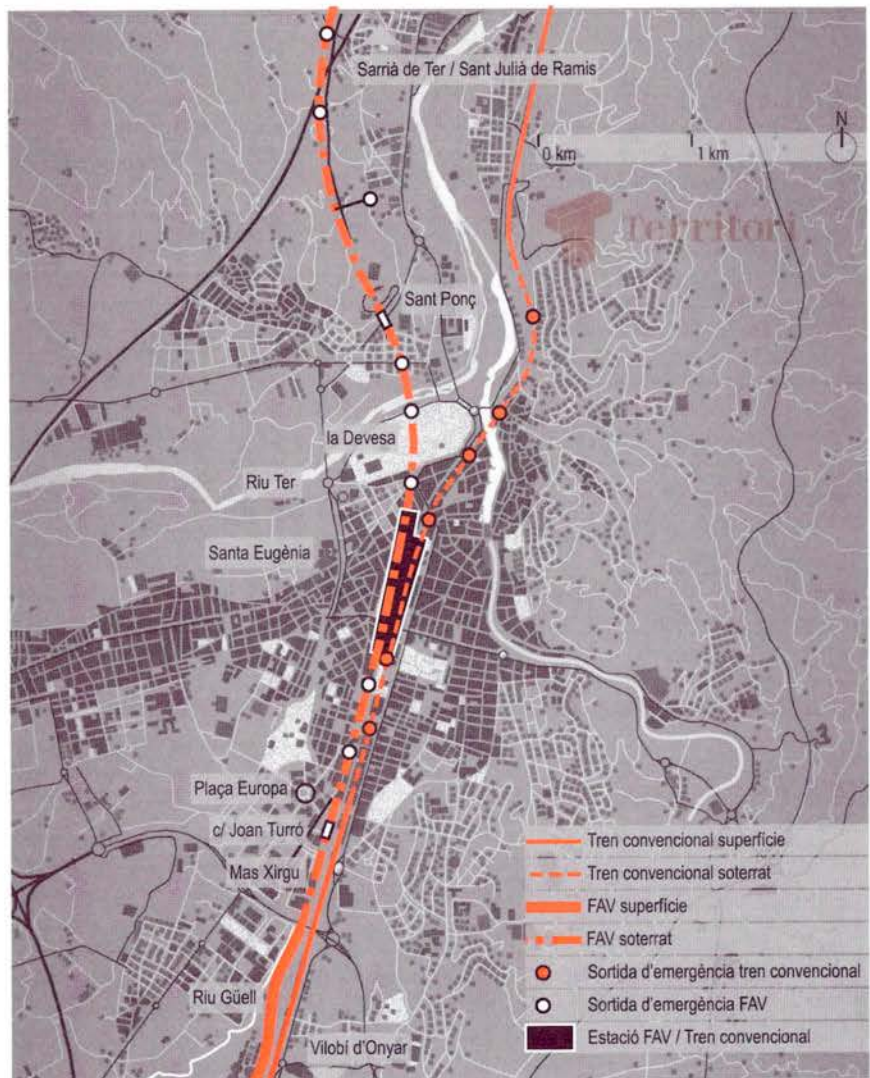 Sarrià de Ter / Sant Julià de Ramis
N
0 km
1 km
Territori
Sant Ponç
la Devesa
Riu Ter
Santa Eugènia
Plaça Europa
c/ Joan Turró
Mas Xirgu
Riu Güell
Vilobí d'Onyar
Tren convencional superfície
Tren convencional soterrat
FAV superfície
FAV soterrat
Sortida d'emergència tren convencional
Sortida d'emergència FAV
Estació FAV / Tren convencional